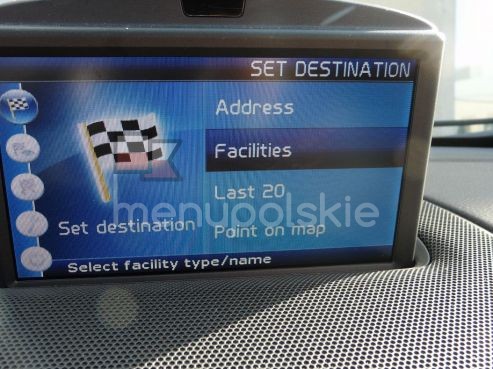 SET DESTINATION
Address
Facilities
Last 20
menupolskie
Set destination
Point on map
Select facility type/name